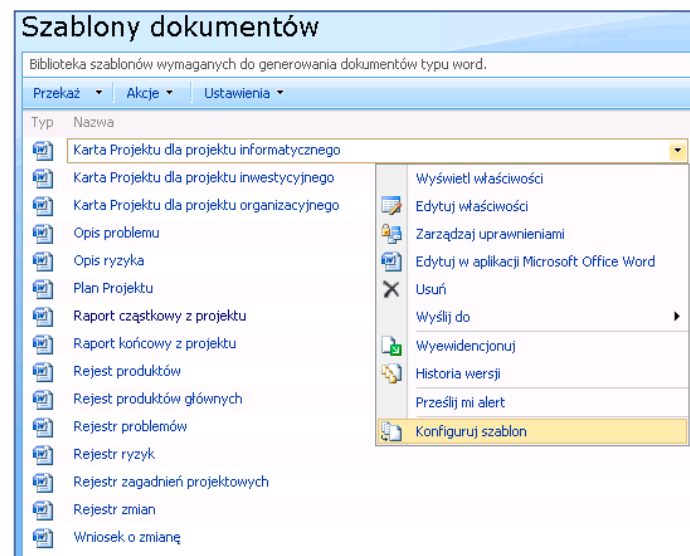 Szablony dokumentów
Biblioteka szablonów wymaganych do generowania dokumentów typu word.
Przekaż Akcje Ustawienia
Typ Nazwa
Karta Projektu dla projektu informatycznego
Karta Projektu dla projektu inwestycyjnego
Karta Projektu dla projektu organizacyjnego
Opis problemu
Opis ryzyka
Plan Projektu
Raport cząstkowy z projektu
Raport końcowy z projektu
Rejest produktów
Rejest produktów głównych
Rejestr problemów
Rejestr ryzyk
Rejestr zagadnień projektowych
Rejestr zmian
Wniosek o zmianę
Wyświetl właściwości
Edytuj właściwości
Zarządzaj uprawnieniami
Edytuj w aplikacji Microsoft Office Word
Usuń
Wyślij do
Wyewidencjonuj
Historia wersji
Prześlij mi alert
Konfiguruj szablon